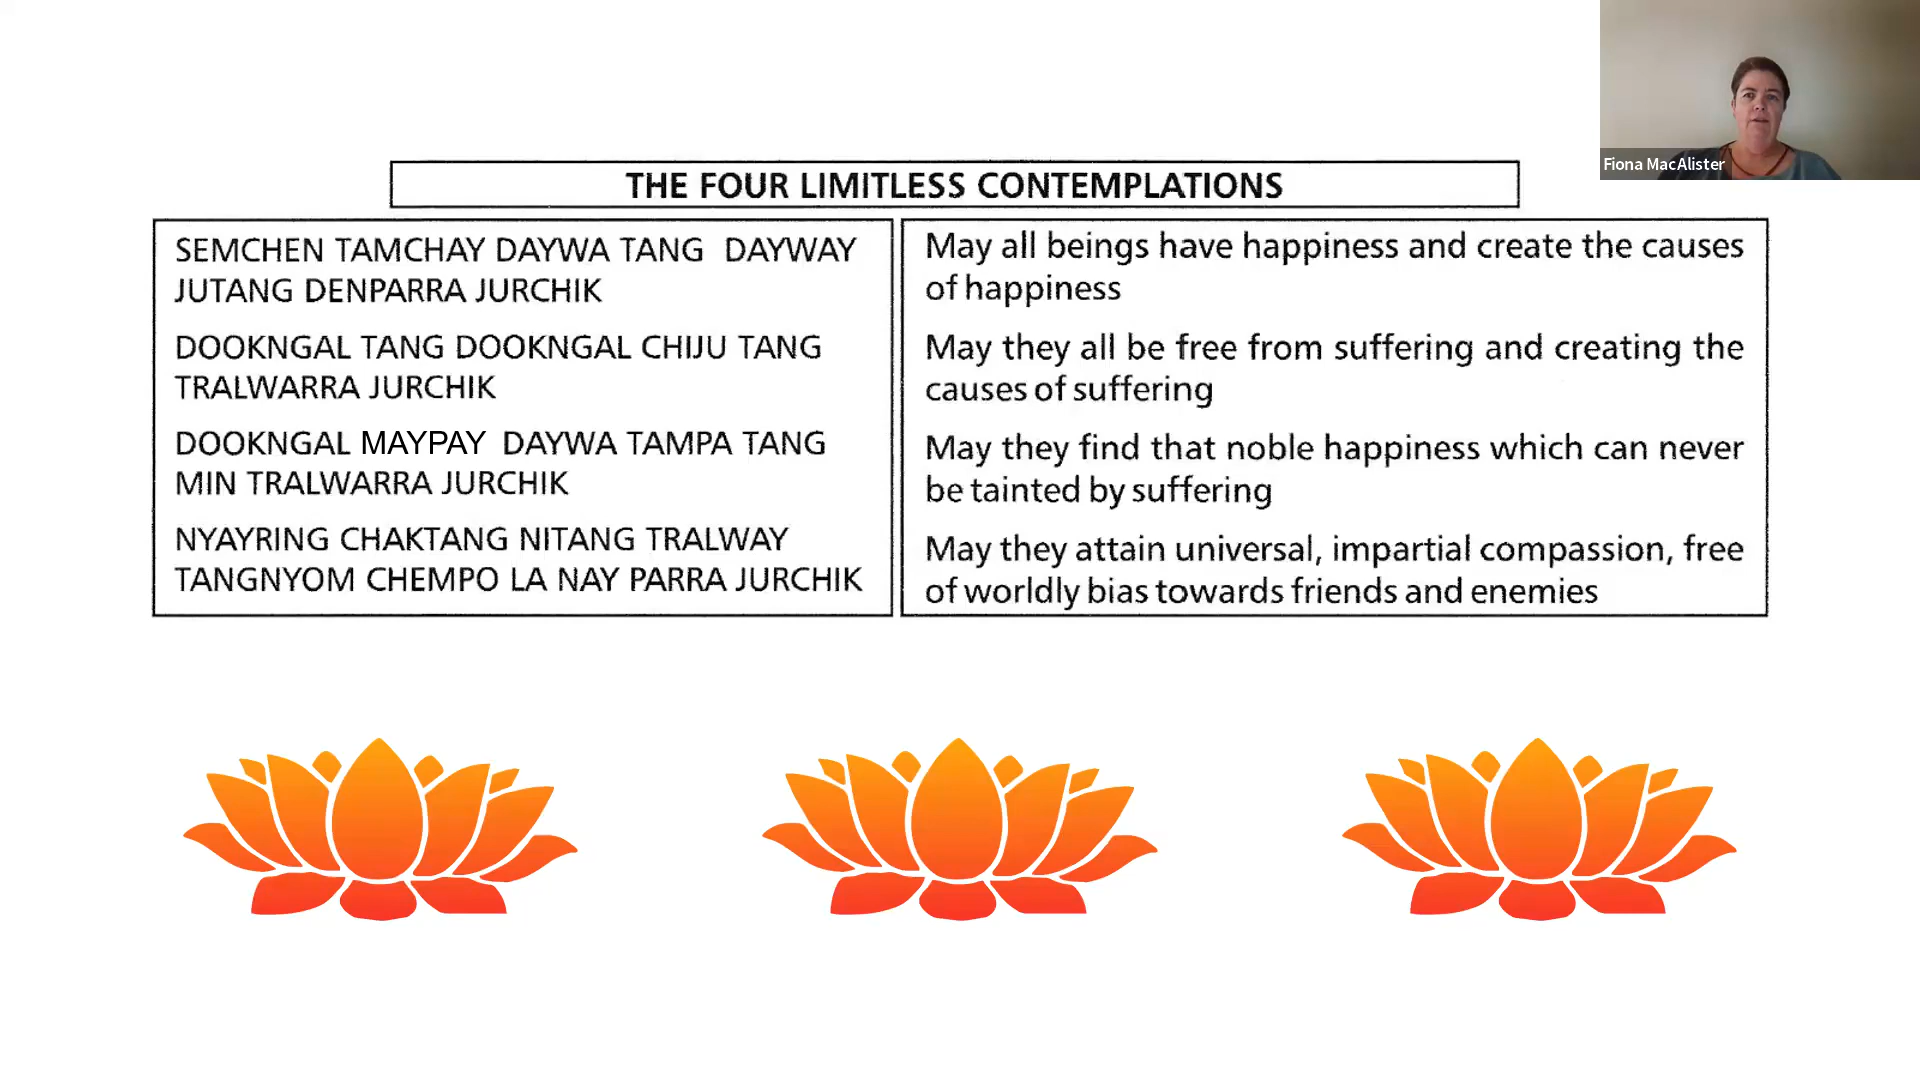 Fiona MacAlister
THE FOUR LIMITLESS CONTEMPLATIONS
SEMCHEN TAMCHAY DAYWA TANG DAYWAY
JUTANG DENPARRA JURCHIK
DOOKNGAL TANG DOOKNGAL CHIJU TANG
TRALWARRA JURCHIK
DOOKNGAL MAYPAY DAYWA TAMPA TANG
MIN TRALWARRA JURCHIK
NYAYRING CHAKTANG NITANG TRALWAY
TANGNYOM CHEMPO LA NAY PARRA JURCHIK
May all beings have happiness and create the causes
of happiness
May they all be free from suffering and creating the
causes of suffering
May they find that noble happiness which can never
be tainted by suffering
May they attain universal, impartial compassion, free
of worldly bias towards friends and enemies